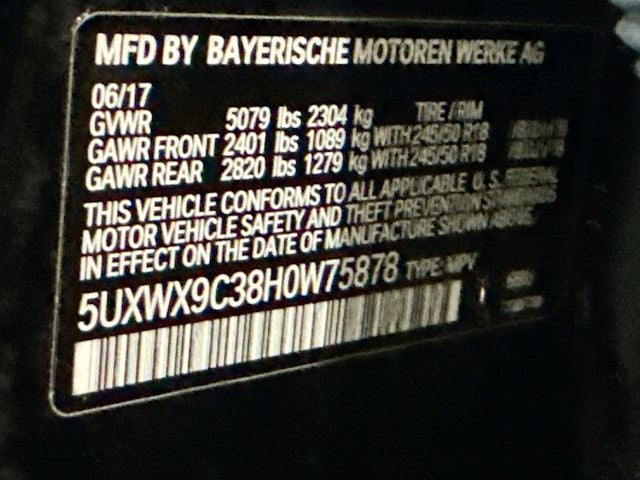 MFD BY BAYERISCHE MOTOREN WERKE AG
06/17
GVWR 5079 lbs 2304 kg TIRE / RIM
GAWR FRONT 2401 lbs 1089 kg WITH 245/50 R18
GAWR REAR 2820 lbs 1279 kg WITH 245/50 R18
THIS VEHICLE CONFORMS TO ALL APPLICABLE U. S. FEDERAL
MOTOR VEHICLE SAFETY AND THEFT PREVENTION STANDARDS
IN EFFECT ON THE DATE OF MANUFACTURE SHOWN ABOVE.
5UXWX9C38H0W75878 TYPE: MPV